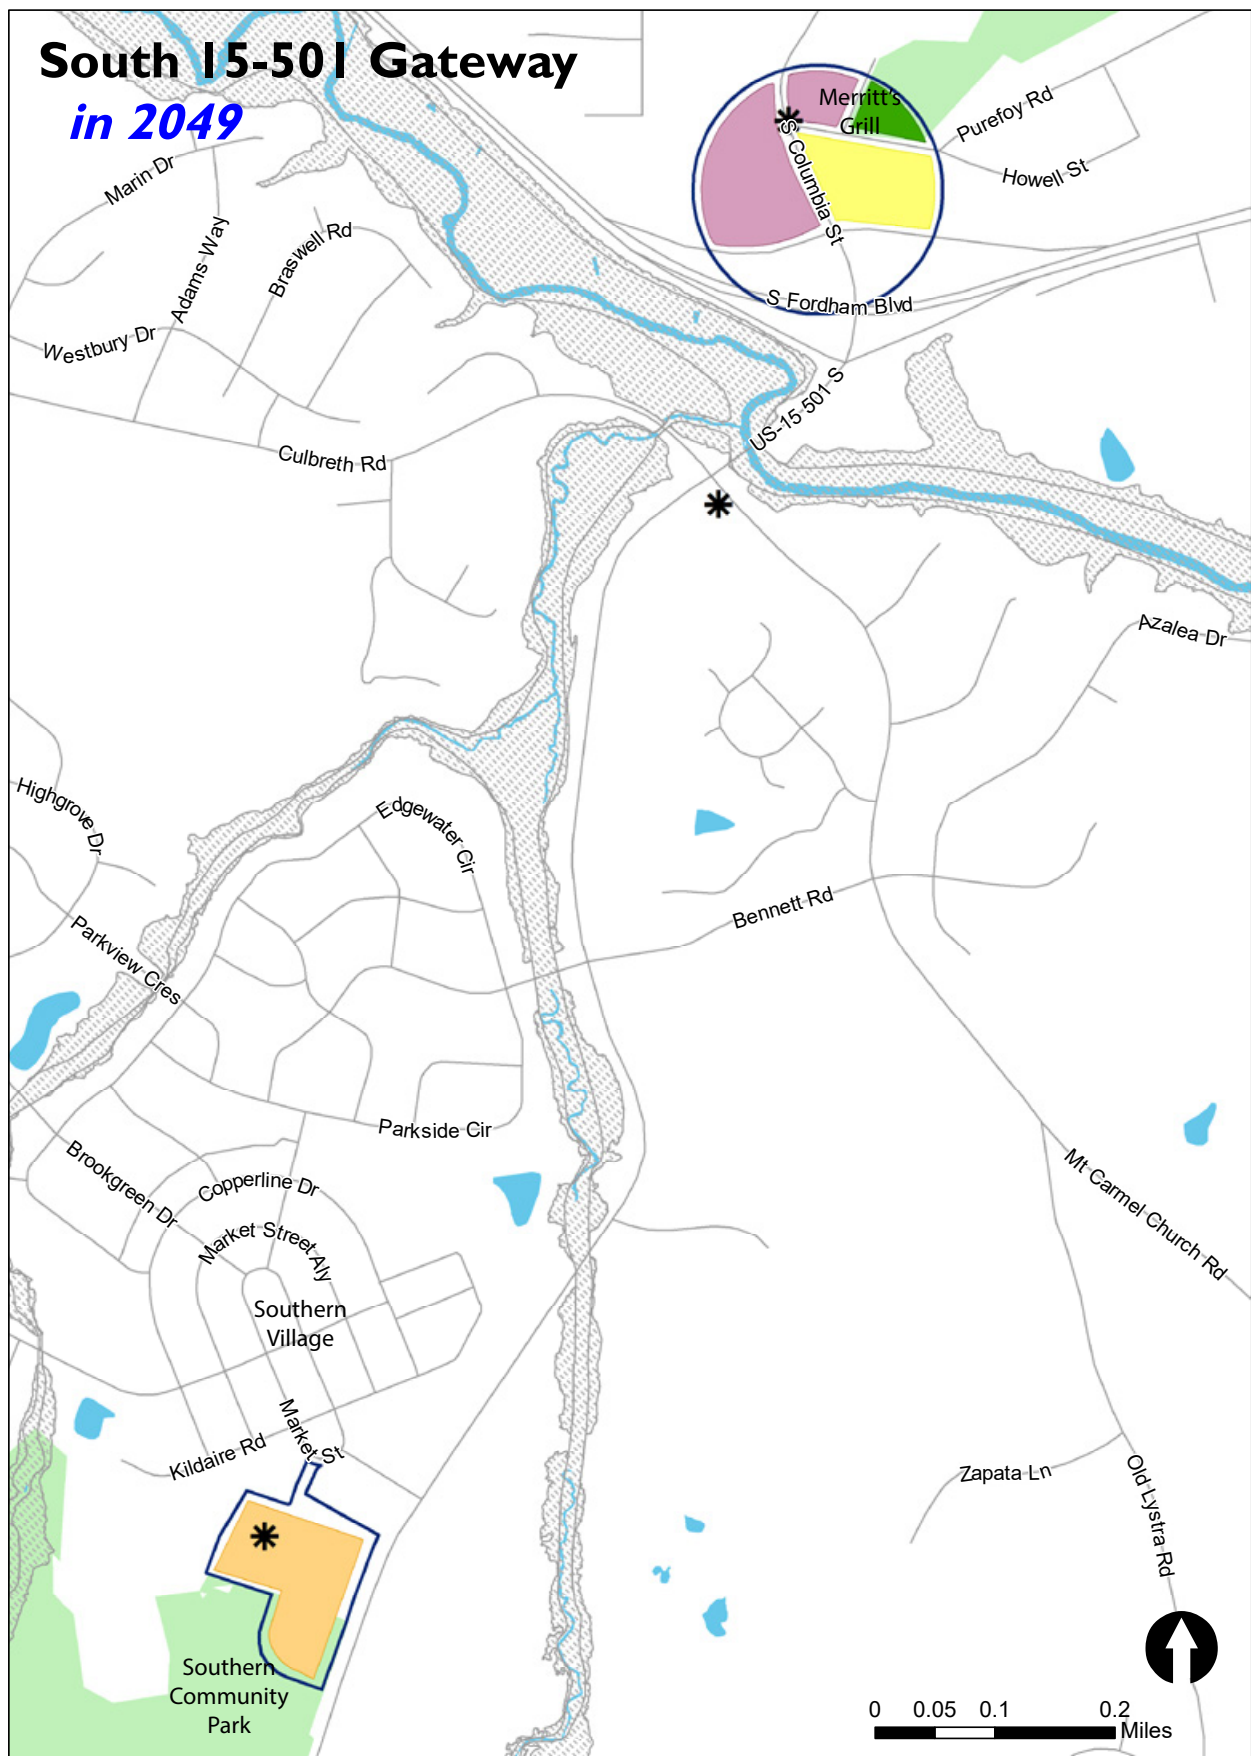 South 15-501 Gateway
in 2049
Merritt's
Grill
Purefoy Rd
Howell St
S Columbia St
Marin Dr
Adams Way
Braswell Rd
Westbury Dr
S Fordham Blvd
US-15-501 S
Culbreth Rd
Azalea Dr
Highgrove Dr
Edgewater Cir
Bennett Rd
Parkview Cres
Parkside Cir
Brookgreen Dr
Copperline Dr
Market Street Aly
Mt Carmel Church Rd
Southern
Village
Market St
Kildaire Rd
Zapata Ln
Old Lystra Rd
Southern
Community
Park
0 0.05 0.1 0.2
Miles